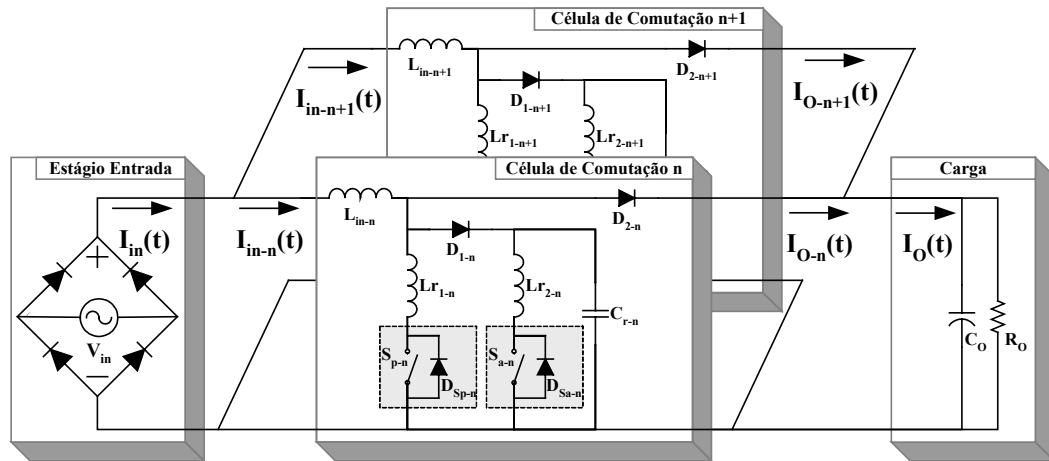 Célula de Comutação n+1
L_in-n+1
D_2-n+1
I_in-n+1(t)
D_1-n+1
I_O-n+1(t)
Lr_1-n+1
Lr_2-n+1
Estágio Entrada
Célula de Comutação n
Carga
L_in-n
D_2-n
I_in(t)
I_in-n(t)
D_1-n
I_O-n(t)
I_O(t)
+
Lr_1-n
Lr_2-n
C_r-n
V_in
S_p-n
S_a-n
C_O
R_O
−
D_Sp-n
D_Sa-n